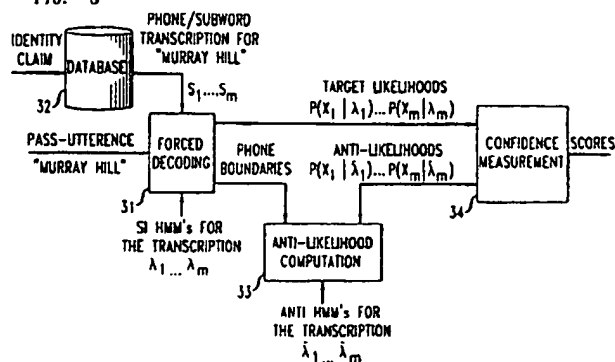 IDENTITY
CLAIM
DATABASE
32
PHONE/SUBWORD
TRANSCRIPTION FOR
"MURRAY HILL"
S₁...Sₘ
PASS-UTTERENCE
"MURRAY HILL"
FORCED
DECODING
31
SI HMM's FOR
THE TRANSCRIPTION
λ₁... λₘ
PHONE
BOUNDARIES
TARGET LIKELIHOODS
P(X₁ | λ₁)...P(Xₘ | λₘ)
ANTI-LIKELIHOODS
P(X₁ | λ̄₁)...P(Xₘ | λ̄ₘ)
ANTI-LIKELIHOOD
COMPUTATION
33
ANTI HMM's FOR
THE TRANSCRIPTION
λ̄₁... λ̄ₘ
CONFIDENCE
MEASUREMENT
34
SCORES